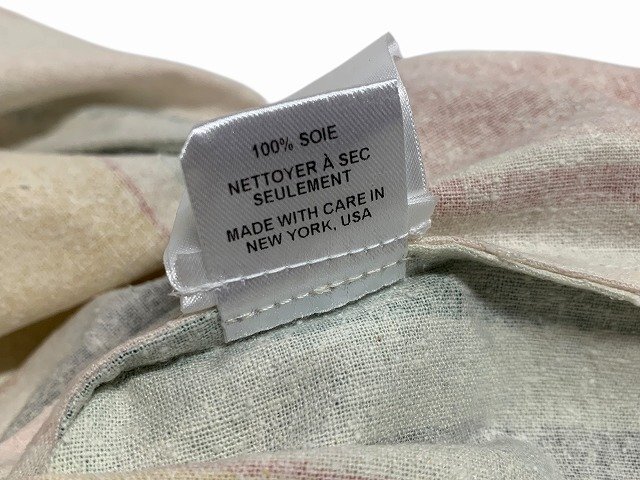 100% SOIE
NETTOYER À SEC
SEULEMENT
MADE WITH CARE IN
NEW YORK, USA